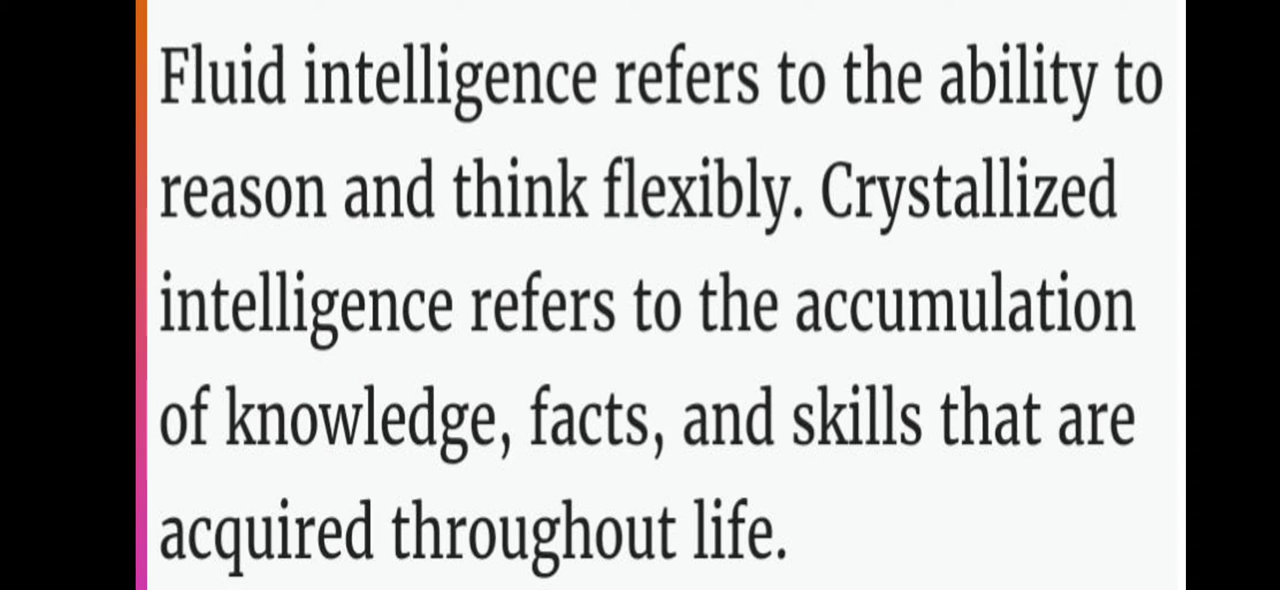 Fluid intelligence refers to the ability to
reason and think flexibly. Crystallized
intelligence refers to the accumulation
of knowledge, facts, and skills that are
acquired throughout life.